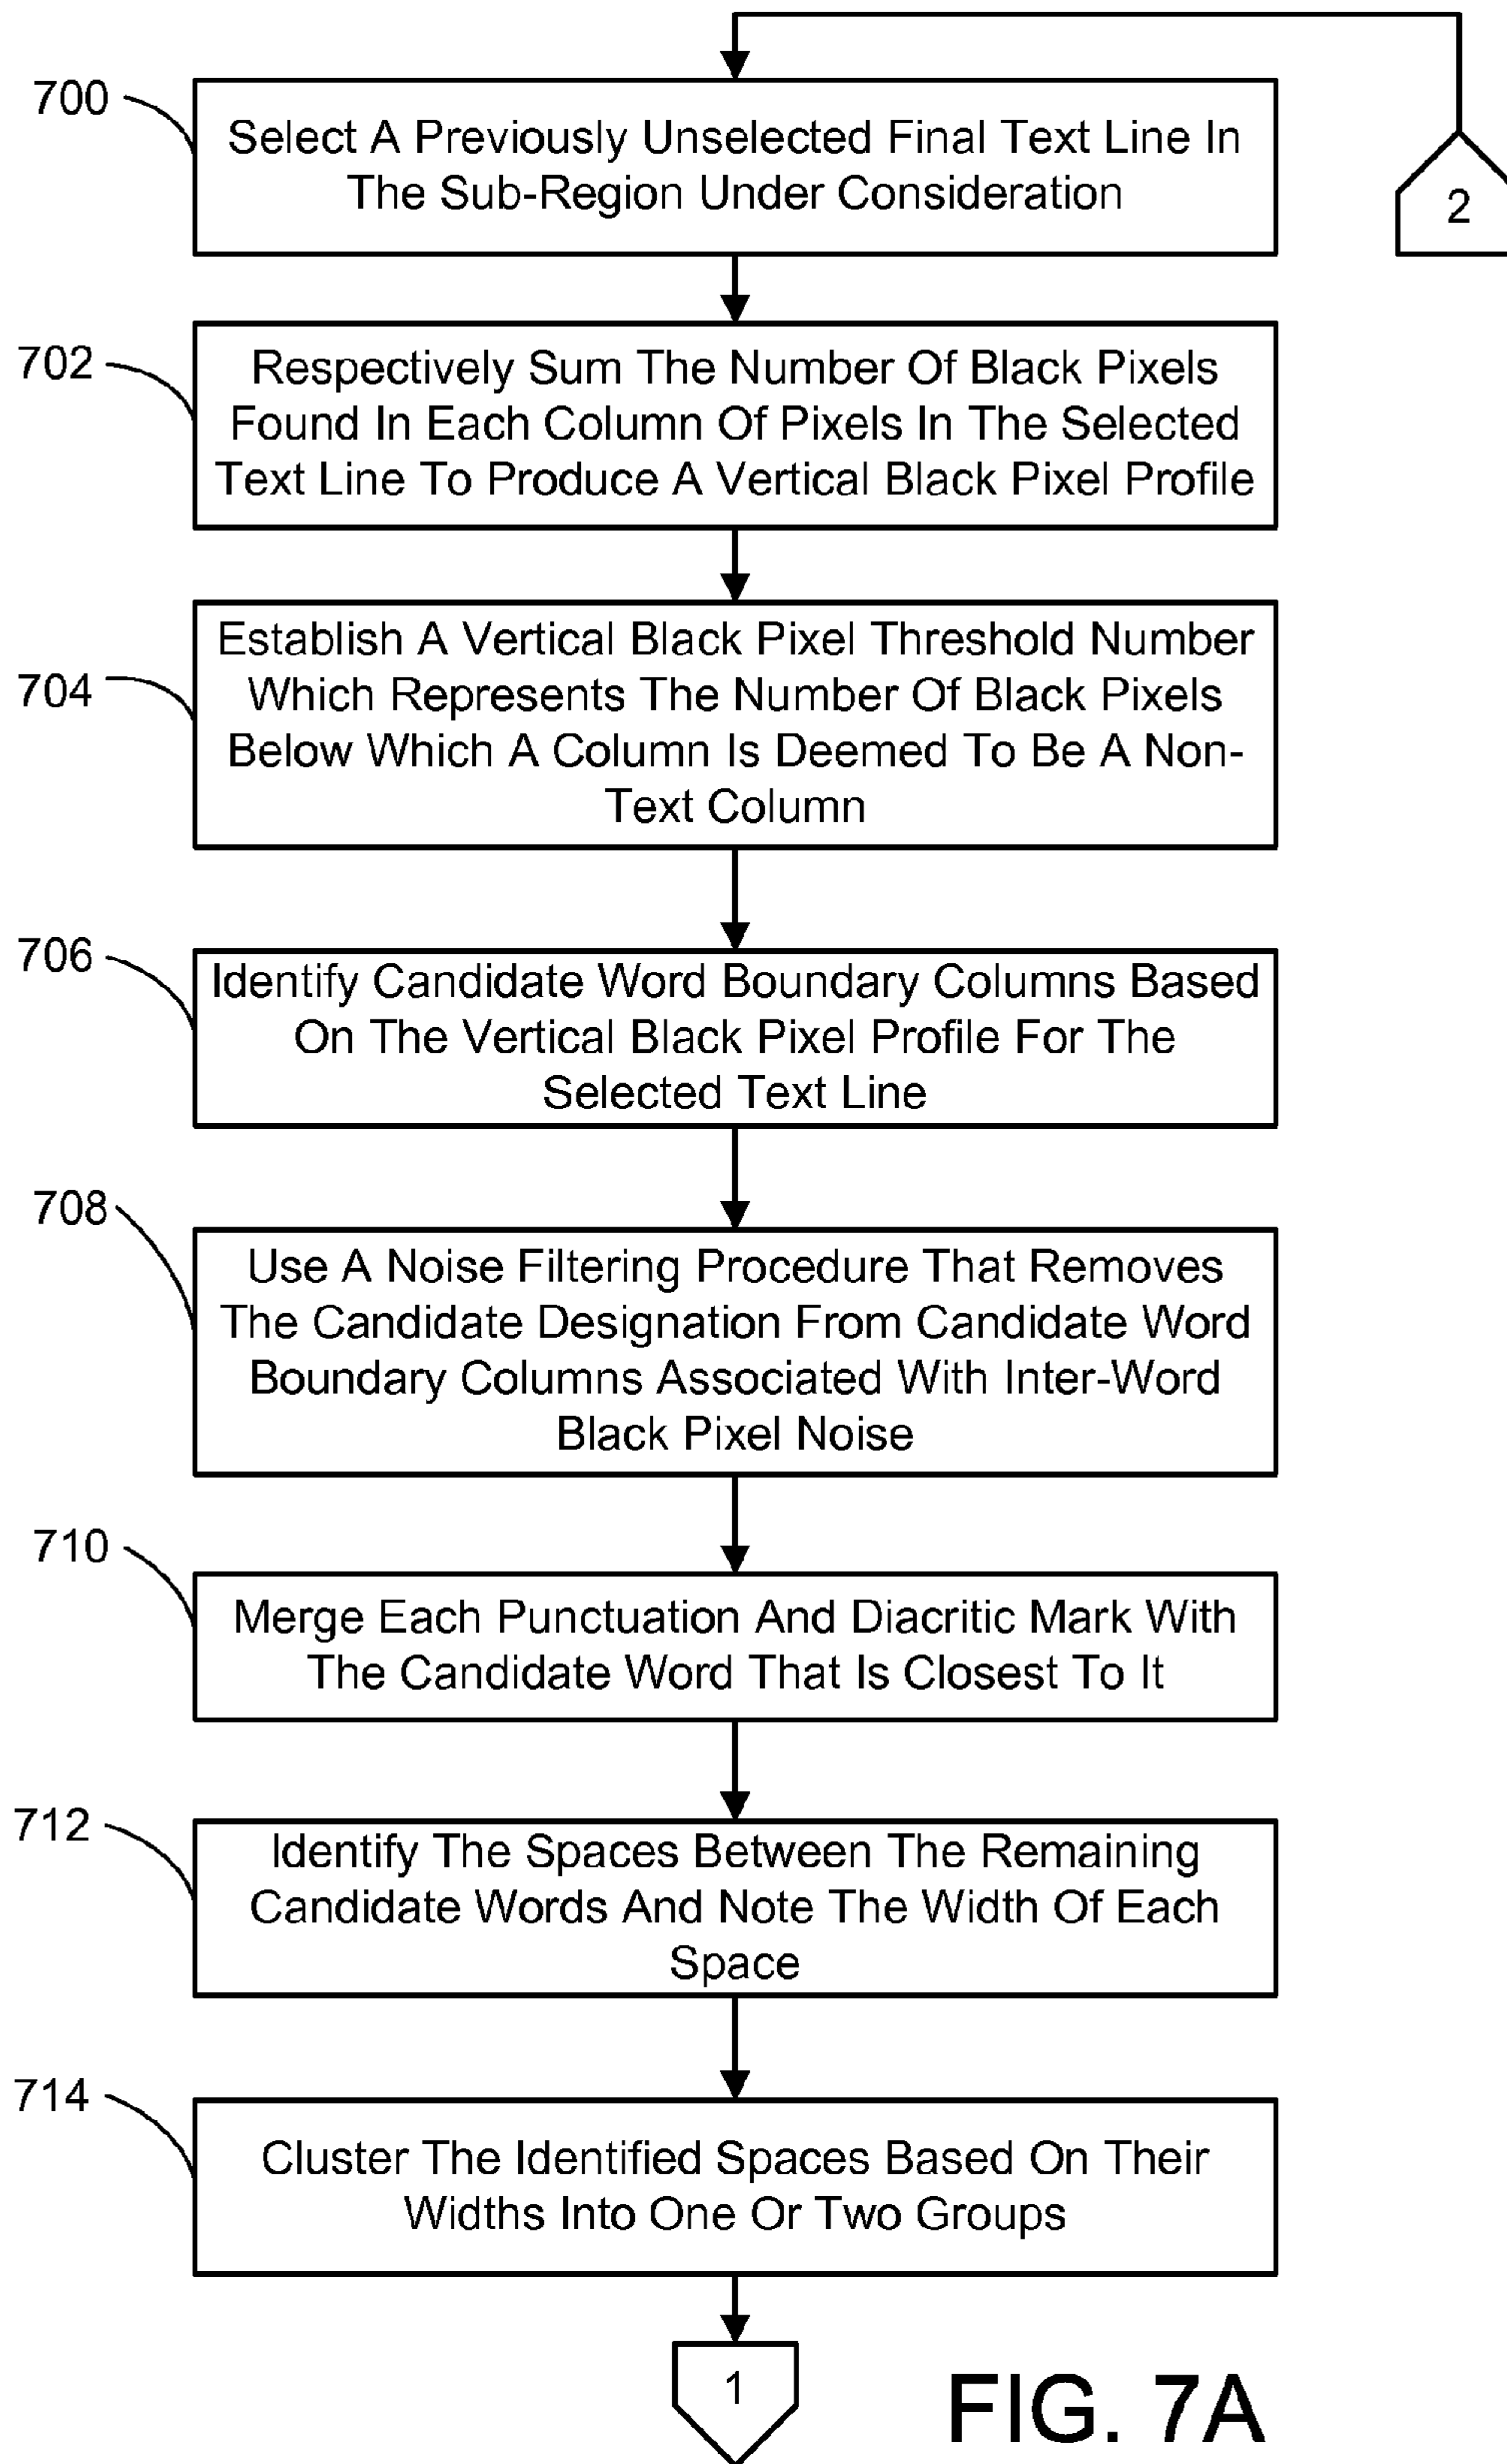 700
Select A Previously Unselected Final Text Line In
The Sub-Region Under Consideration
2
702
Respectively Sum The Number Of Black Pixels
Found In Each Column Of Pixels In The Selected
Text Line To Produce A Vertical Black Pixel Profile
704
Establish A Vertical Black Pixel Threshold Number
Which Represents The Number Of Black Pixels
Below Which A Column Is Deemed To Be A Non-
Text Column
706
Identify Candidate Word Boundary Columns Based
On The Vertical Black Pixel Profile For The
Selected Text Line
708
Use A Noise Filtering Procedure That Removes
The Candidate Designation From Candidate Word
Boundary Columns Associated With Inter-Word
Black Pixel Noise
710
Merge Each Punctuation And Diacritic Mark With
The Candidate Word That Is Closest To It
712
Identify The Spaces Between The Remaining
Candidate Words And Note The Width Of Each
Space
714
Cluster The Identified Spaces Based On Their
Widths Into One Or Two Groups
1
FIG. 7A